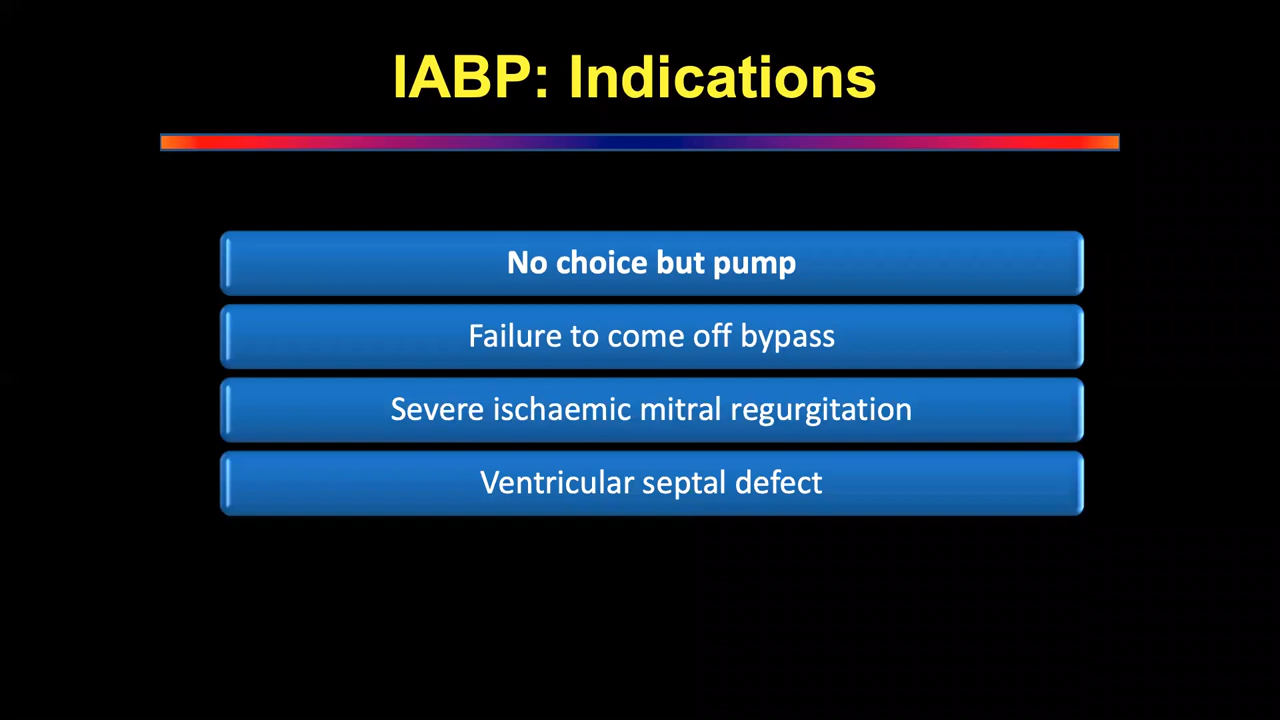 IABP: Indications
No choice but pump
Failure to come off bypass
Severe ischaemic mitral regurgitation
Ventricular septal defect